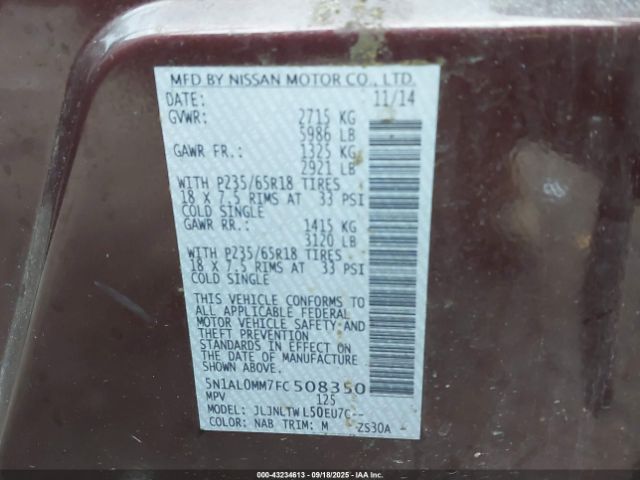 MFD BY NISSAN MOTOR CO., LTD.
DATE: 11/14
GVWR: 2715 KG
5986 LB
GAWR FR.: 1325 KG
2921 LB
WITH P235/65R18 TIRES
18 X 7.5 RIMS AT 33 PSI
COLD SINGLE
GAWR RR.: 1415 KG
3120 LB
WITH P235/65R18 TIRES
18 X 7.5 RIMS AT 33 PSI
COLD SINGLE
THIS VEHICLE CONFORMS TO
ALL APPLICABLE FEDERAL
MOTOR VEHICLE SAFETY AND
THEFT PREVENTION
STANDARDS IN EFFECT ON
THE DATE OF MANUFACTURE
5N1AL0MM7FC508350
MPV 125
MODEL: JLJNLTWL50EU7C--
COLOR: NAB TRIM: M ZS30A -
000-43234613 - 09/18/2025 - IAAI.com